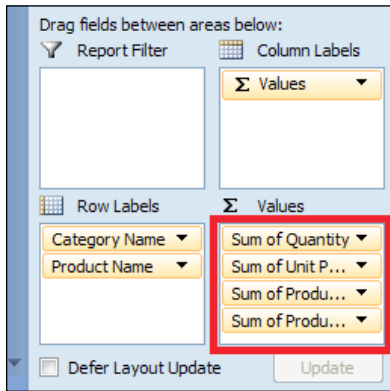 Drag fields between areas below:
Report Filter
Column Labels
Σ Values
Row Labels
Σ Values
Category Name
Product Name
Sum of Quantity
Sum of Unit P...
Sum of Produ...
Sum of Produ...
Defer Layout Update
Update